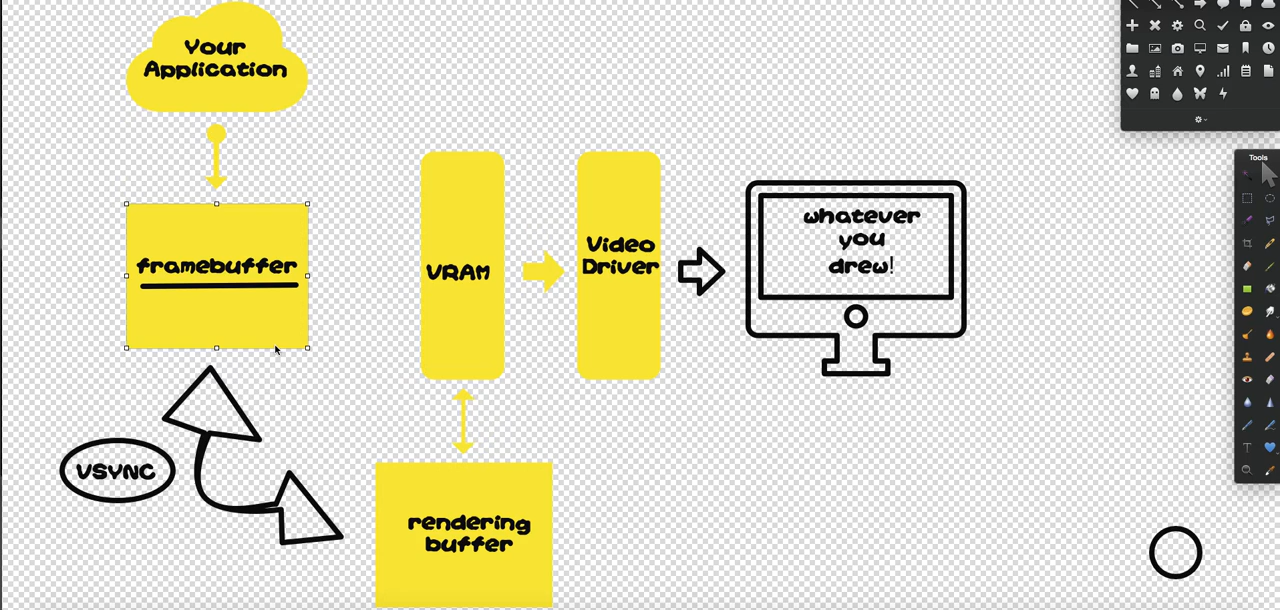 Your
Application
framebuffer
VRAM
Video
Driver
whatever
you
drew!
VSYNC
rendering
buffer
Tools